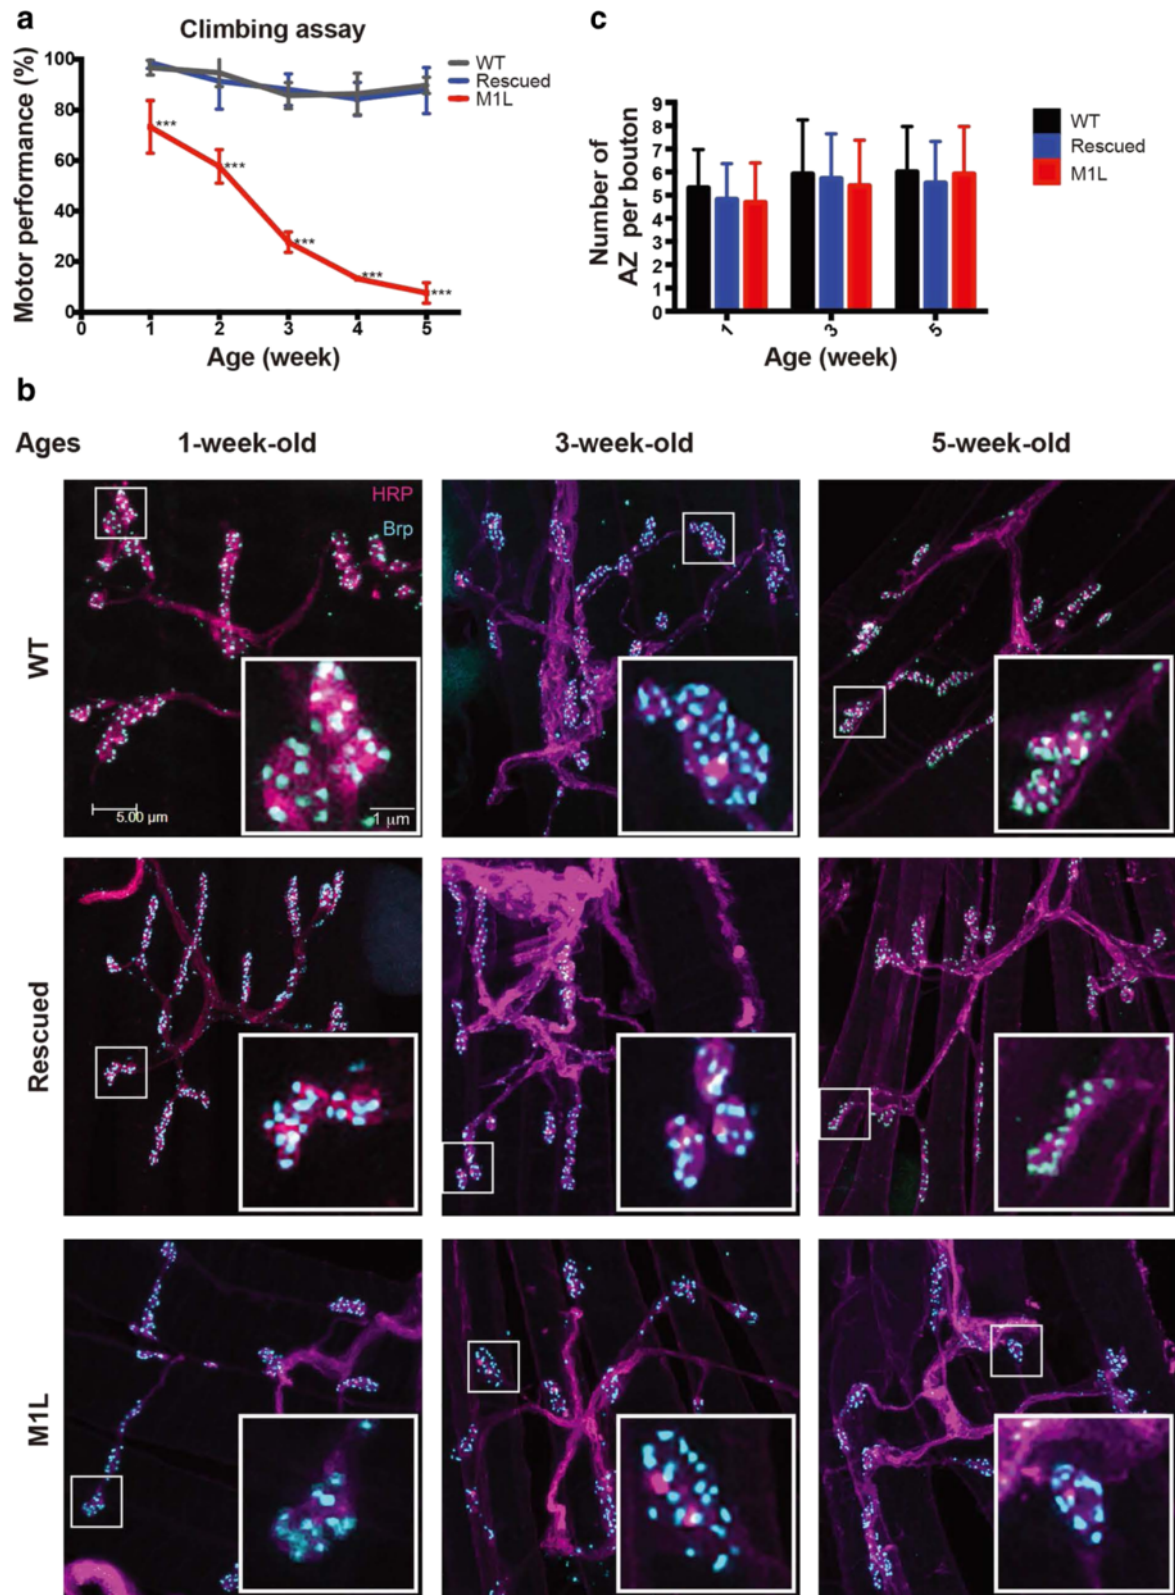 a
Climbing assay
Motor performance (%)
100
80
60
40
20
0
0 1 2 3 4 5
Age (week)
WT
Rescued
M1L
***
***
***
***
***
c
Number of
AZ per bouton
9
8
7
6
5
4
3
2
1
0
1 3 5
Age (week)
WT
Rescued
M1L
b
Ages 1-week-old 3-week-old 5-week-old
WT
HRP
Brp
5.00 µm
1 µm
Rescued
M1L